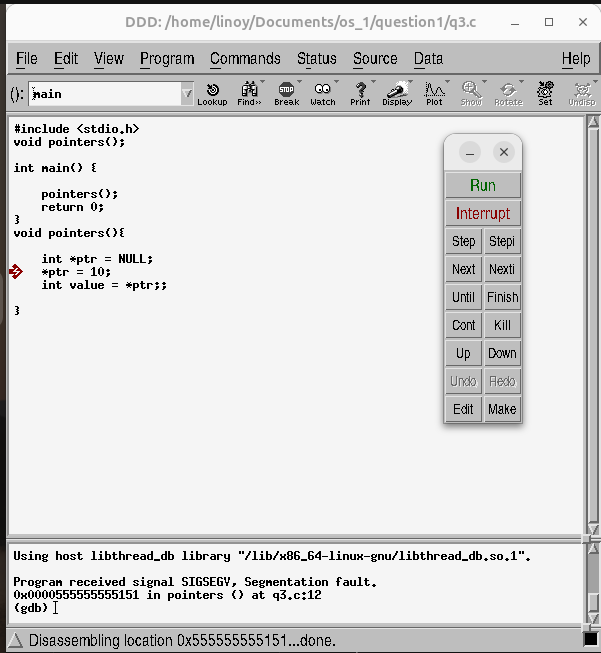 DDD: /home/linoy/Documents/os_1/question1/q3.c
File Edit View Program Commands Status Source Data Help
(): main
Lookup Find» Break Watch Print Display Plot Show Rotate Set Undisp
#include <stdio.h>
void pointers();
int main() {
pointers();
return 0;
}
void pointers(){
int *ptr = NULL;
*ptr = 10;
int value = *ptr;;
}
Run
Interrupt
Step Stepi
Next Nexti
Until Finish
Cont Kill
Up Down
Undo Redo
Edit Make
Using host libthread_db library "/lib/x86_64-linux-gnu/libthread_db.so.1".
Program received signal SIGSEGV, Segmentation fault.
0x0000555555555151 in pointers () at q3.c:12
(gdb)
Disassembling location 0x555555555151...done.